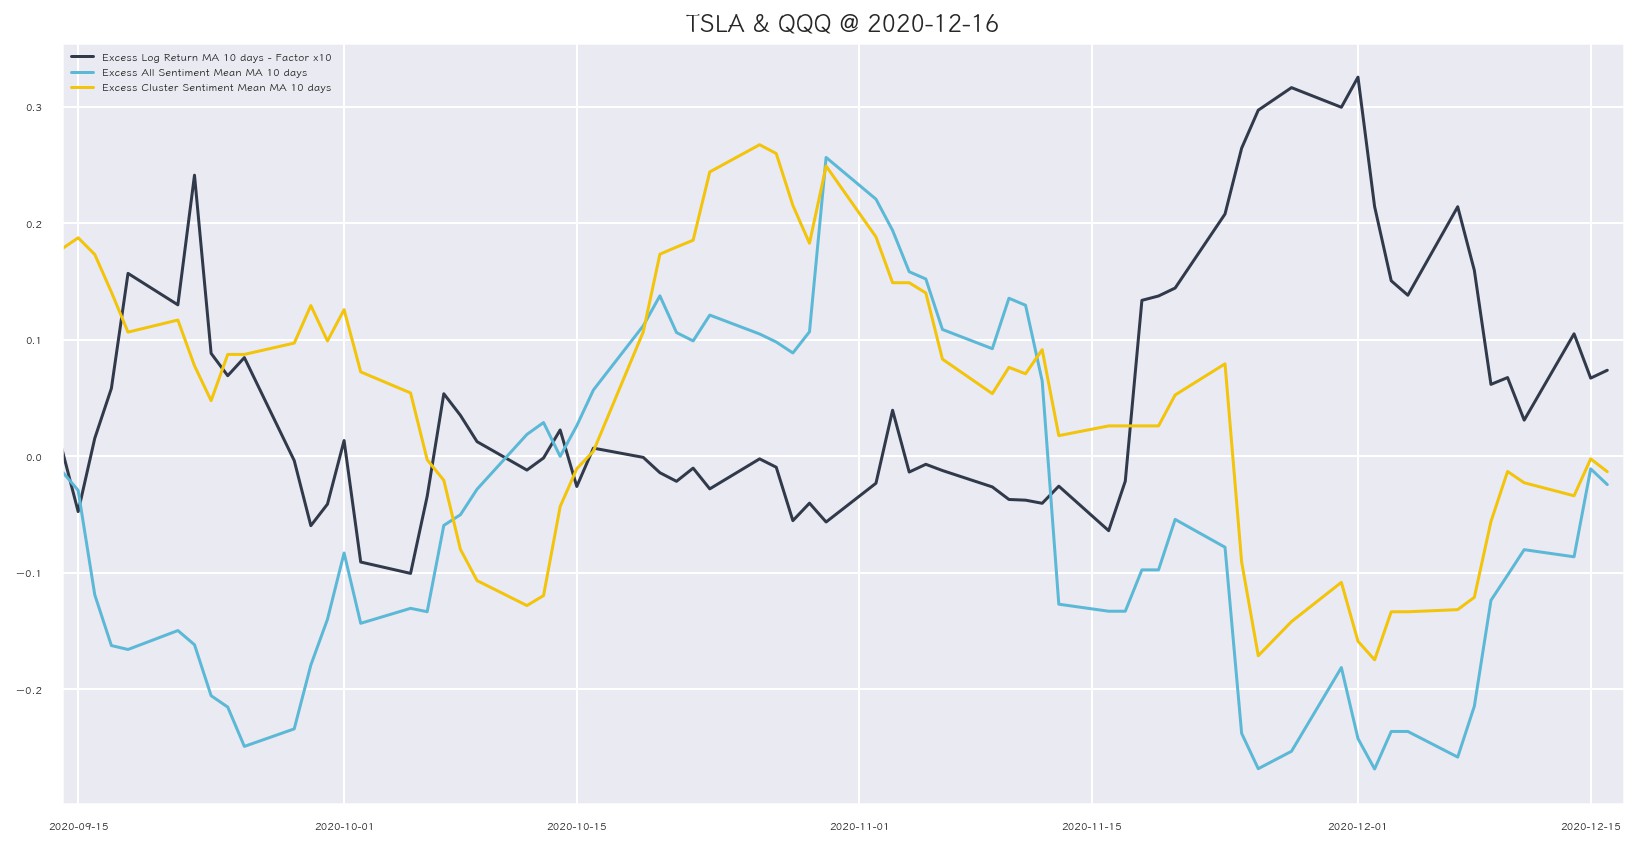 TSLA & QQQ @ 2020-12-16
Excess Log Return MA 10 days - Factor x10
Excess All Sentiment Mean MA 10 days
Excess Cluster Sentiment Mean MA 10 days
0.3
0.2
0.1
0.0
−0.1
−0.2
2020-09-15 2020-10-01 2020-10-15 2020-11-01 2020-11-15 2020-12-01 2020-12-15